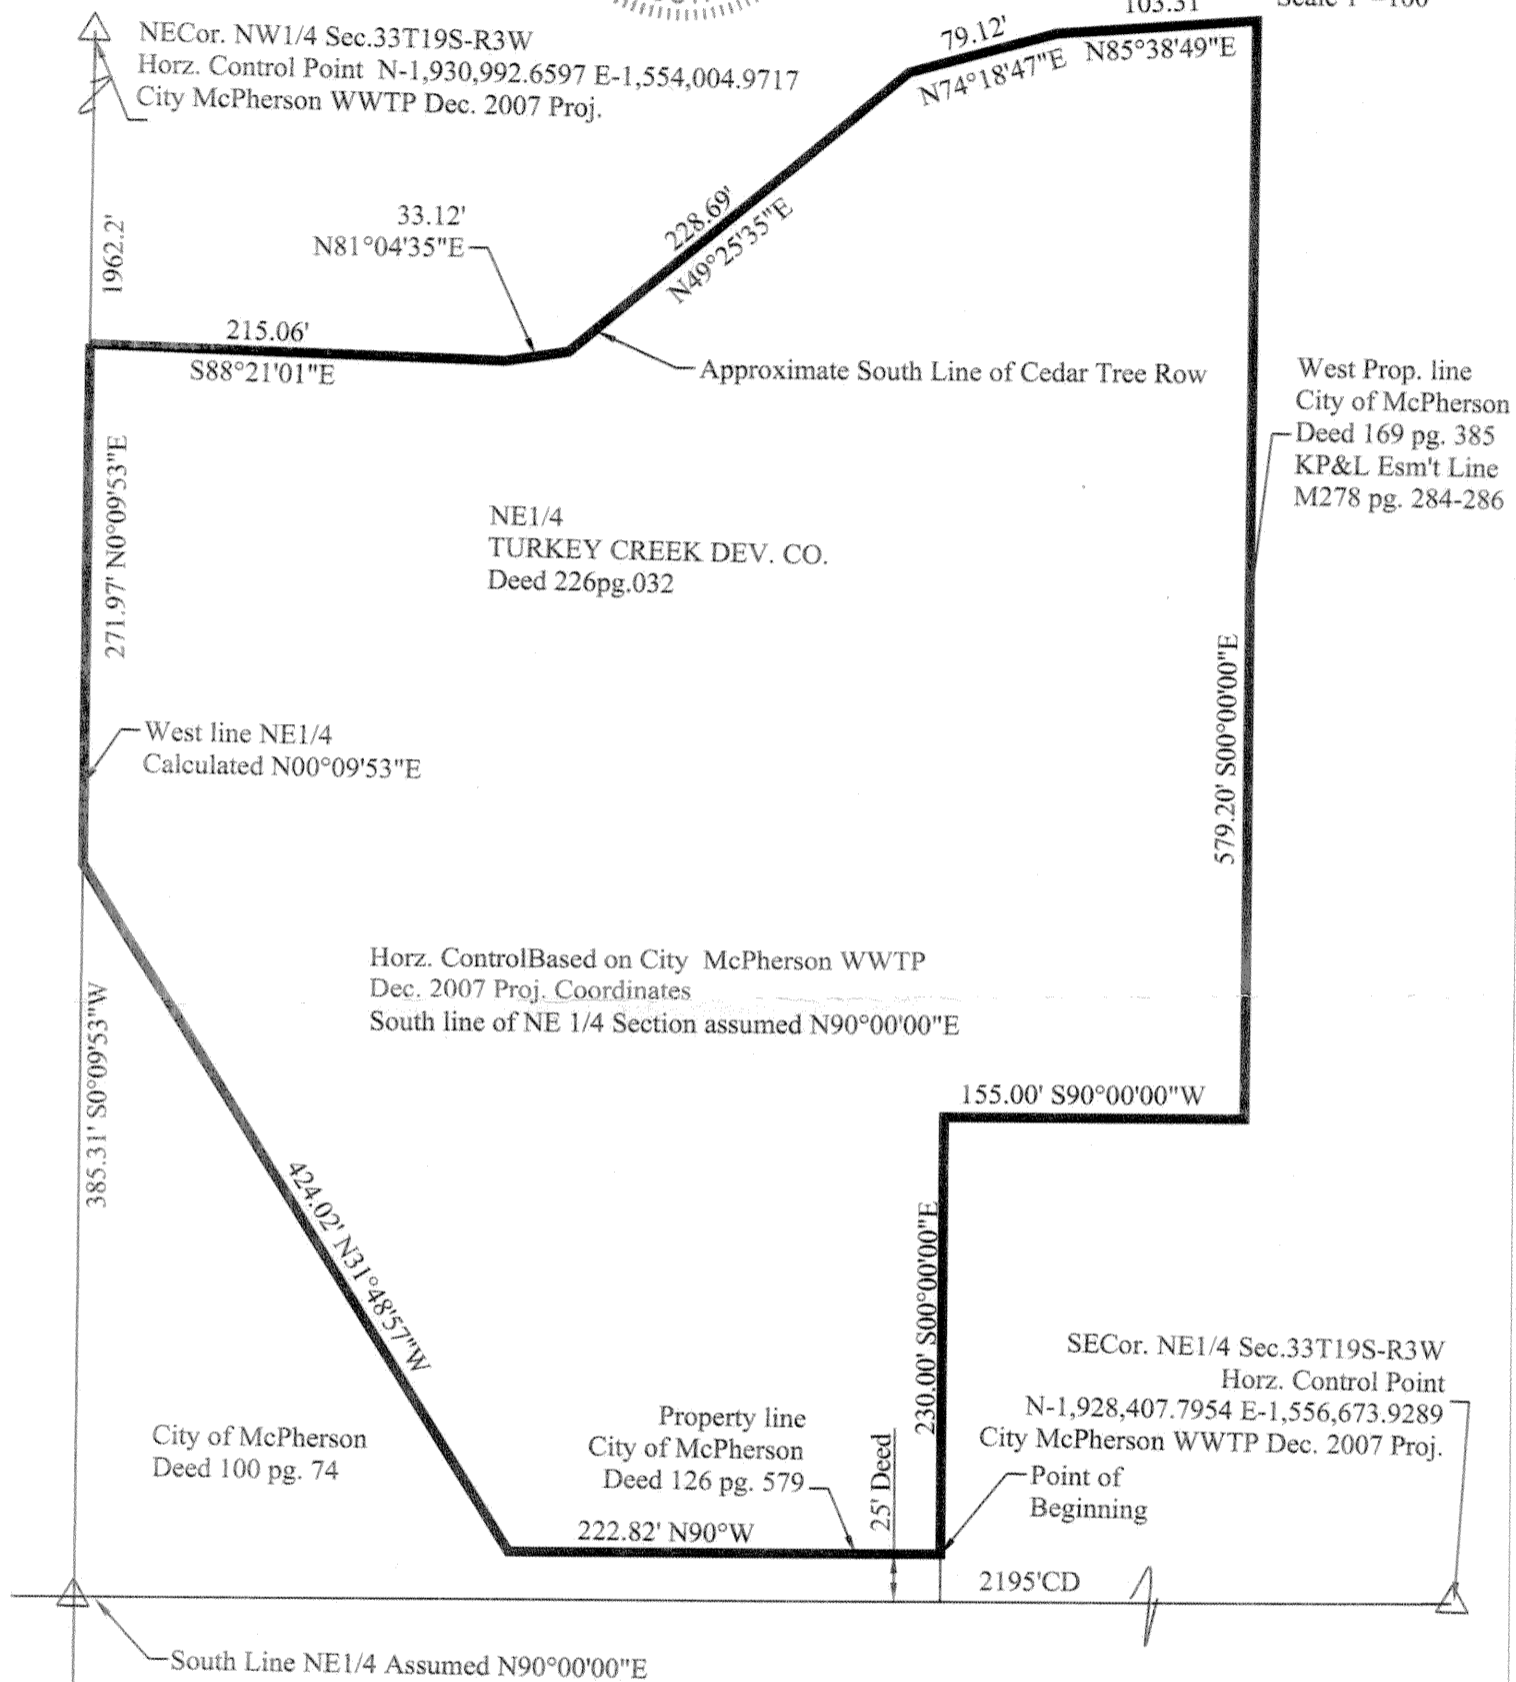 103.31'
79.12'
N85°38'49"E
N74°18'47"E
NECor. NW1/4 Sec.33T19S-R3W
Horz. Control Point N-1,930,992.6597 E-1,554,004.9717
City McPherson WWTP Dec. 2007 Proj.
1962.2'
33.12'
N81°04'35"E
228.69'
N49°25'35"E
215.06'
S88°21'01"E
Approximate South Line of Cedar Tree Row
West Prop. line
City of McPherson
Deed 169 pg. 385
KP&L Esm't Line
M278 pg. 284-286
271.97' N0°09'53"E
NE1/4
TURKEY CREEK DEV. CO.
Deed 226pg.032
West line NE1/4
Calculated N00°09'53"E
579.20' S00°00'00"E
Horz. ControlBased on City McPherson WWTP
Dec. 2007 Proj. Coordinates
South line of NE 1/4 Section assumed N90°00'00"E
385.31' S0°09'53"W
155.00' S90°00'00"W
424.02' N31°48'57"W
230.00' S00°00'00"E
SECor. NE1/4 Sec.33T19S-R3W
Horz. Control Point
N-1,928,407.7954 E-1,556,673.9289
City McPherson WWTP Dec. 2007 Proj.
City of McPherson
Deed 100 pg. 74
Property line
City of McPherson
Deed 126 pg. 579
25' Deed
Point of
Beginning
222.82' N90°W
2195'CD
South Line NE1/4 Assumed N90°00'00"E